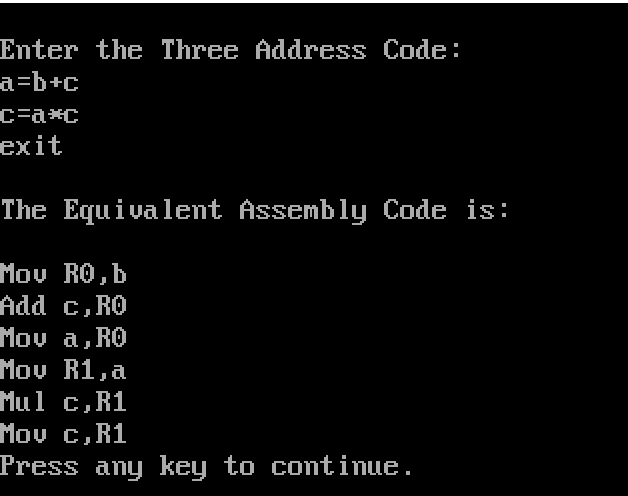 Enter the Three Address Code:
a=b+c
c=a*c
exit
The Equivalent Assembly Code is:
Mov R0,b
Add c,R0
Mov a,R0
Mov R1,a
Mul c,R1
Mov c,R1
Press any key to continue.